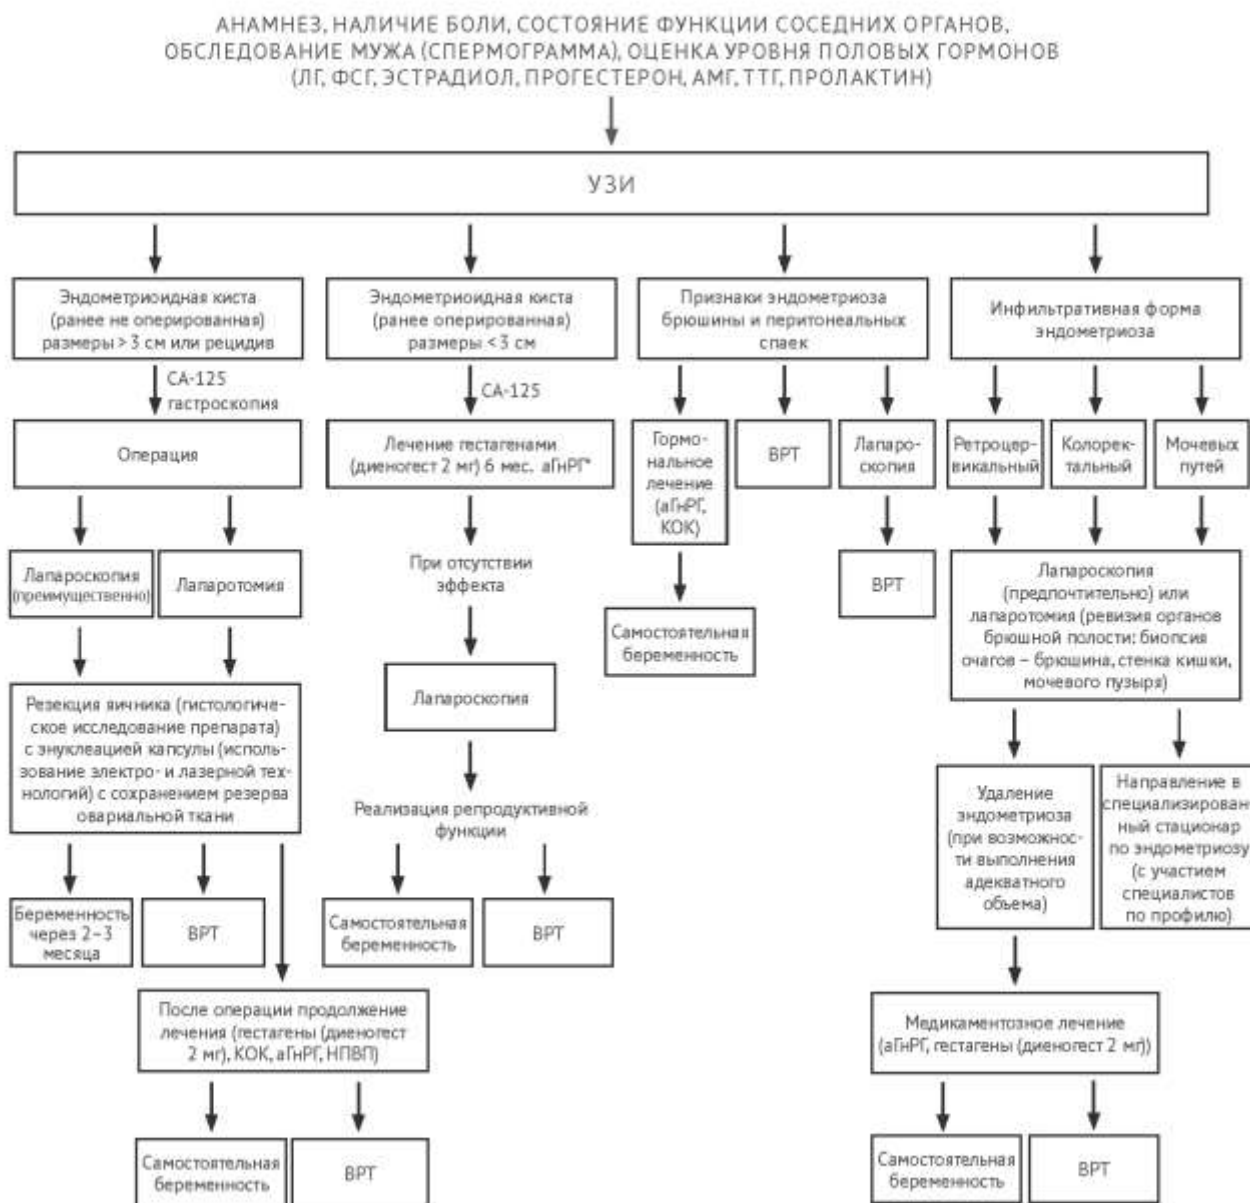 АНАМНЕЗ, НАЛИЧИЕ БОЛИ, СОСТОЯНИЕ ФУНКЦИИ СОСЕДНИХ ОРГАНОВ,
ОБСЛЕДОВАНИЕ МУЖА (СПЕРМОГРАММА), ОЦЕНКА УРОВНЯ ПОЛОВЫХ ГОРМОНОВ
(ЛГ, ФСГ, ЭСТРАДИОЛ, ПРОГЕСТЕРОН, АМГ, ТТГ, ПРОЛАКТИН)
УЗИ
Эндометриоидная киста
(ранее не оперированная)
размеры > 3 см или рецидив
СА-125
гастроскопия
Операция
Лапароскопия
(преимущественно)
Лапаротомия
Резекция яичника (гистологиче-
ское исследование препарата)
с энуклеацией капсулы (исполь-
зование электро- и лазерной тех-
нологий) с сохранением резерва
овариальной ткани
Беременность
через 2–3
месяца
ВРТ
После операции продолжение
лечения (гестагены (диеногест
2 мг), КОК, аГнРГ, НПВП)
Самостоятельная
беременность
ВРТ
Эндометриоидная киста
(ранее оперированная)
размеры < 3 см
СА-125
Лечение гестагенами
(диеногест 2 мг) 6 мес. аГнРГ*
При отсутствии
эффекта
Лапароскопия
Реализация репродуктивной
функции
Самостоятельная
беременность
ВРТ
Признаки эндометриоза
брюшины и перитонеальных
спаек
Гормо-
нальное
лечение
(аГнРГ,
КОК)
Самостоятельная
беременность
ВРТ
Лапаро-
скопия
ВРТ
Инфильтративная форма
эндометриоза
Ретроцер-
викальный
Колорек-
тальный
Мочевых
путей
Лапароскопия
(предпочтительно) или
лапаротомия (ревизия органов
брюшной полости: биопсия
очагов – брюшина, стенка кишки,
мочевого пузыря)
Удаление
эндометриоза
(при возможнос-
ти выполнения
адекватного
объема)
Направление в
специализирован
ный стационар
по эндометриозу
(с участием
специалистов
по профилю)
Медикаментозное лечение
(аГнРГ, гестагены (диеногест 2 мг))
Самостоятельная
беременность
ВРТ